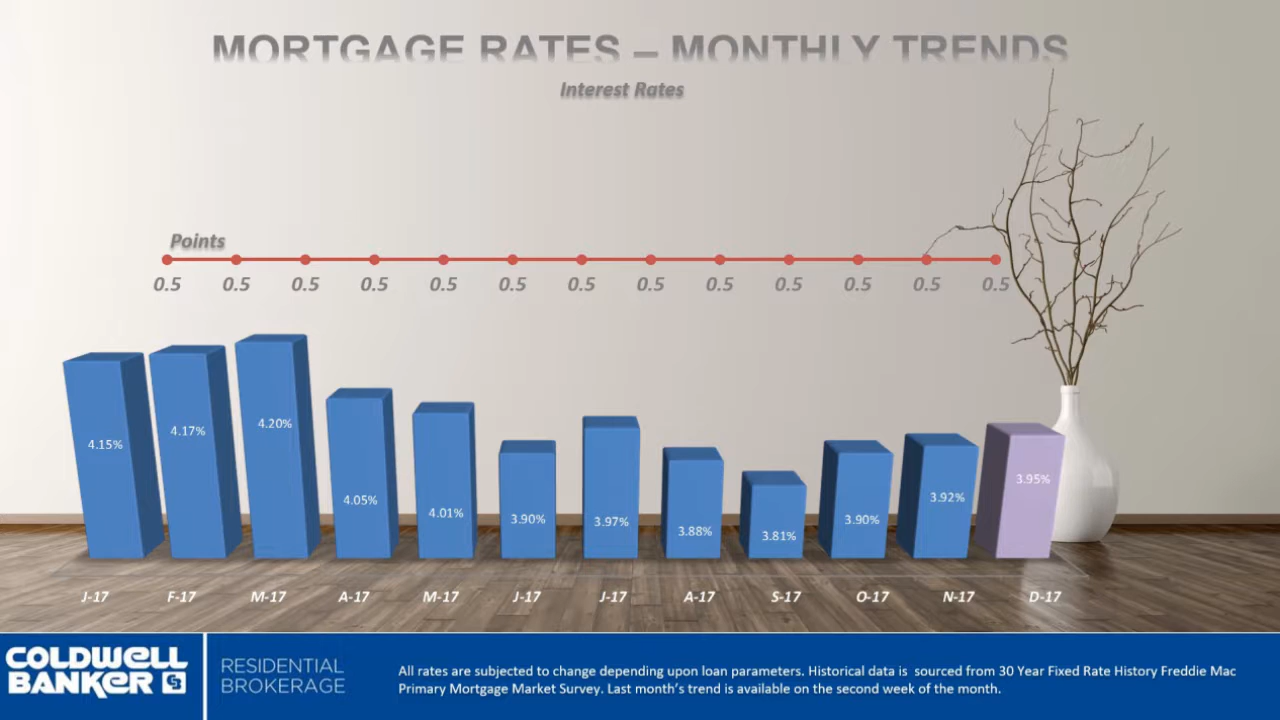 MORTGAGE RATES – MONTHLY TRENDS
Interest Rates
Points
0.5 0.5 0.5 0.5 0.5 0.5 0.5 0.5 0.5 0.5 0.5 0.5 0.5
4.15% 4.17% 4.20% 4.05% 4.01% 3.90% 3.97% 3.88% 3.81% 3.90% 3.92% 3.95%
J-17 F-17 M-17 A-17 M-17 J-17 J-17 A-17 S-17 O-17 N-17 D-17
COLDWELL
BANKER
RESIDENTIAL
BROKERAGE
All rates are subjected to change depending upon loan parameters. Historical data is sourced from 30 Year Fixed Rate History Freddie Mac
Primary Mortgage Market Survey. Last month's trend is available on the second week of the month.